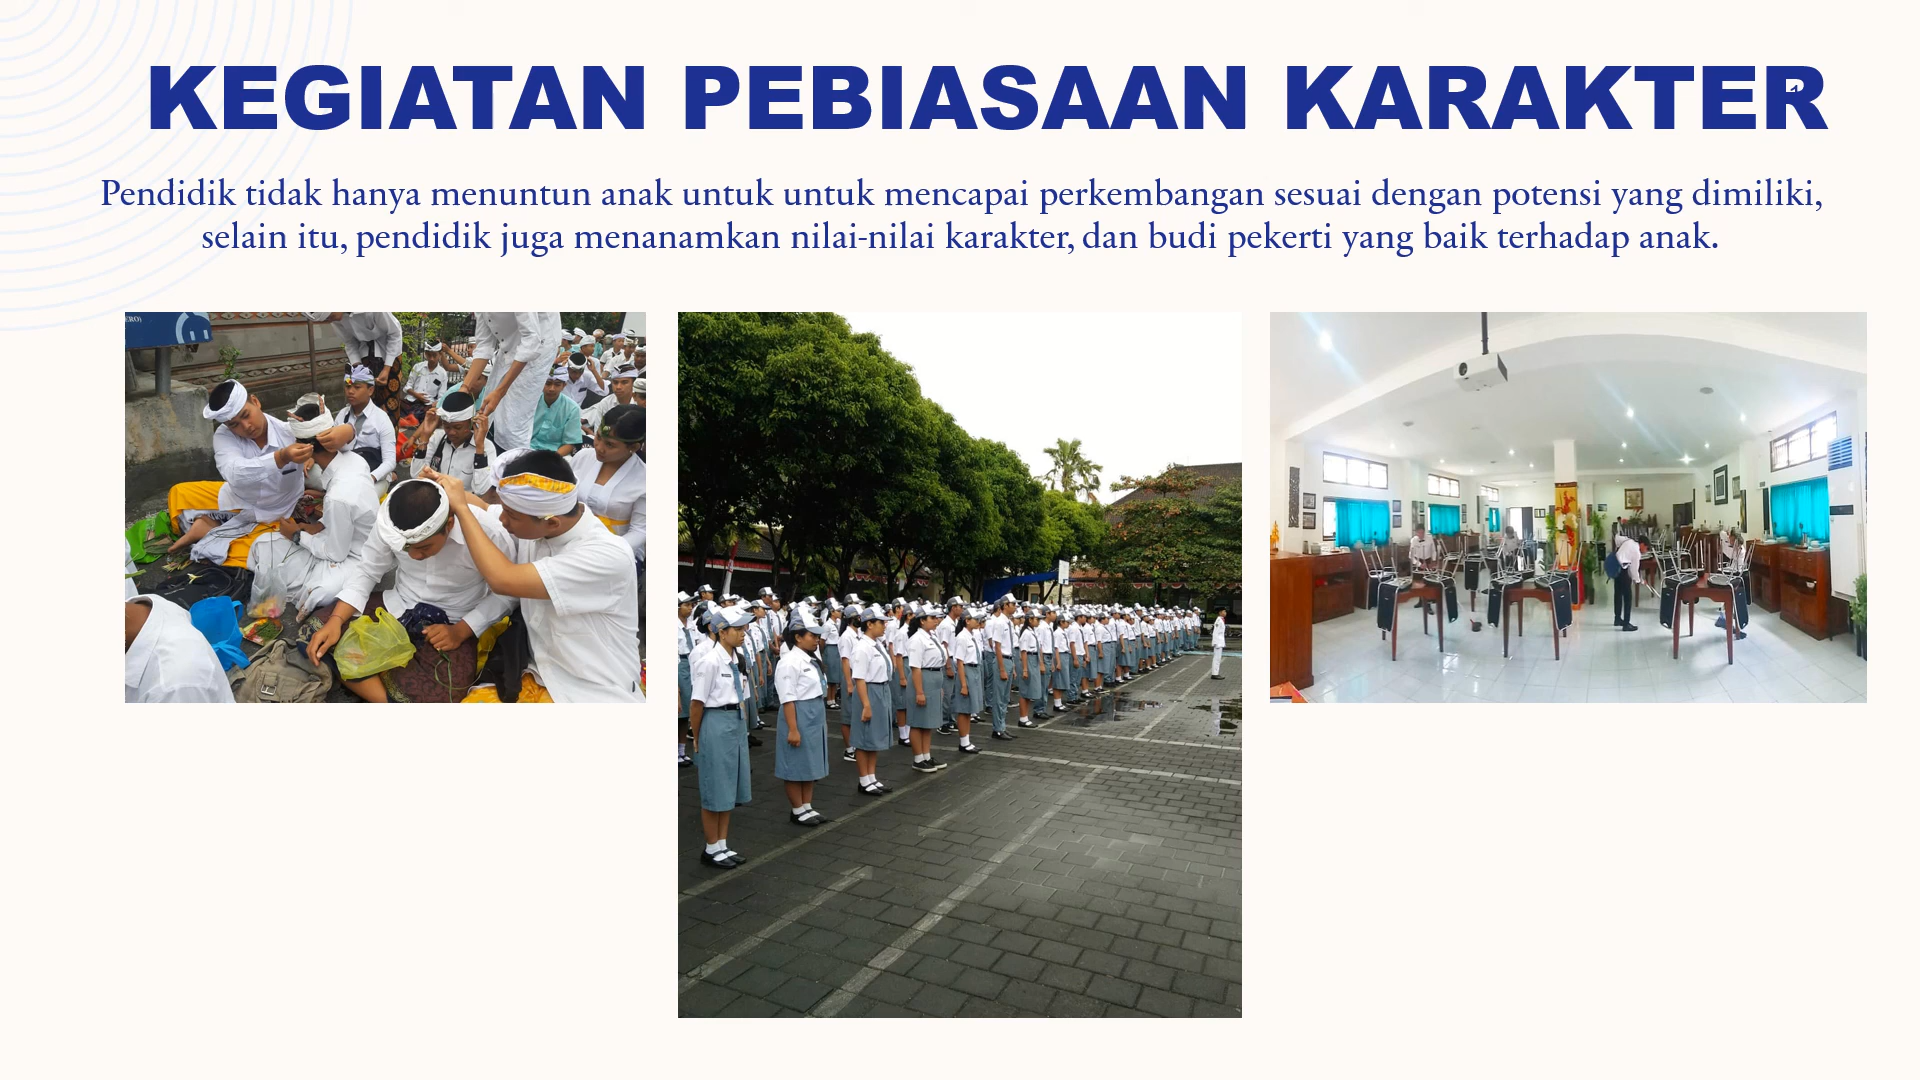 KEGIATAN PEBIASAAN KARAKTER
Pendidik tidak hanya menuntun anak untuk untuk mencapai perkembangan sesuai dengan potensi yang dimiliki,
selain itu, pendidik juga menanamkan nilai-nilai karakter, dan budi pekerti yang baik terhadap anak.